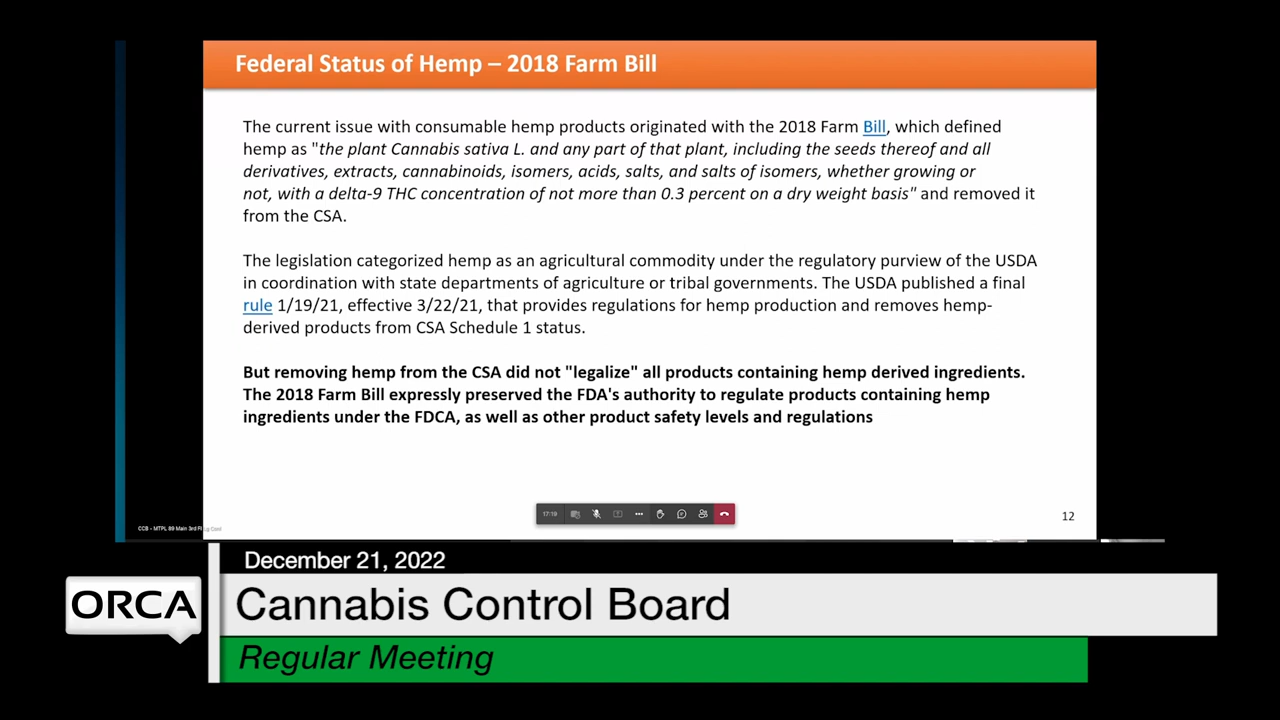 Federal Status of Hemp – 2018 Farm Bill
The current issue with consumable hemp products originated with the 2018 Farm Bill, which defined
hemp as "the plant Cannabis sativa L. and any part of that plant, including the seeds thereof and all
derivatives, extracts, cannabinoids, isomers, acids, salts, and salts of isomers, whether growing or
not, with a delta-9 THC concentration of not more than 0.3 percent on a dry weight basis" and removed it
from the CSA.
The legislation categorized hemp as an agricultural commodity under the regulatory purview of the USDA
in coordination with state departments of agriculture or tribal governments. The USDA published a final
rule 1/19/21, effective 3/22/21, that provides regulations for hemp production and removes hemp-
derived products from CSA Schedule 1 status.
But removing hemp from the CSA did not "legalize" all products containing hemp derived ingredients.
The 2018 Farm Bill expressly preserved the FDA's authority to regulate products containing hemp
ingredients under the FDCA, as well as other product safety levels and regulations
17:19
12
CCB - MTPL 89 Main 3rd
December 21, 2022
ORCA
Cannabis Control Board
Regular Meeting